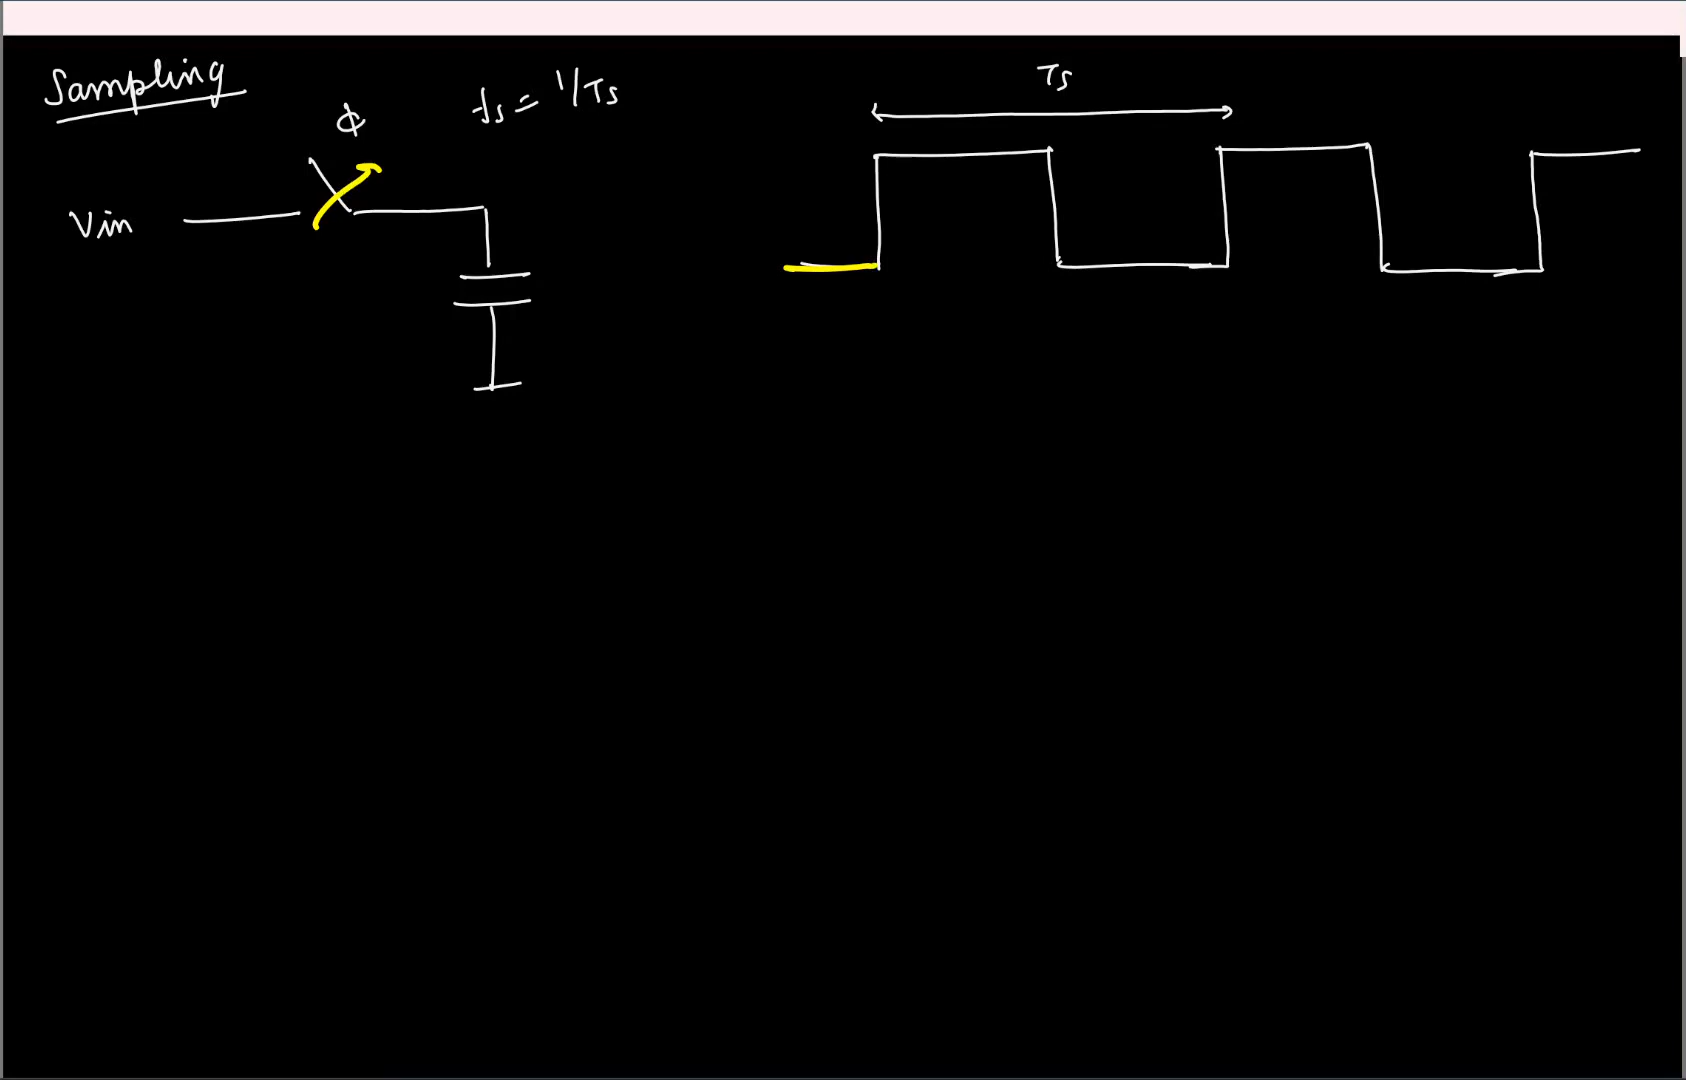 Sampling
ϕ
fs = 1/Ts
Ts
Vin